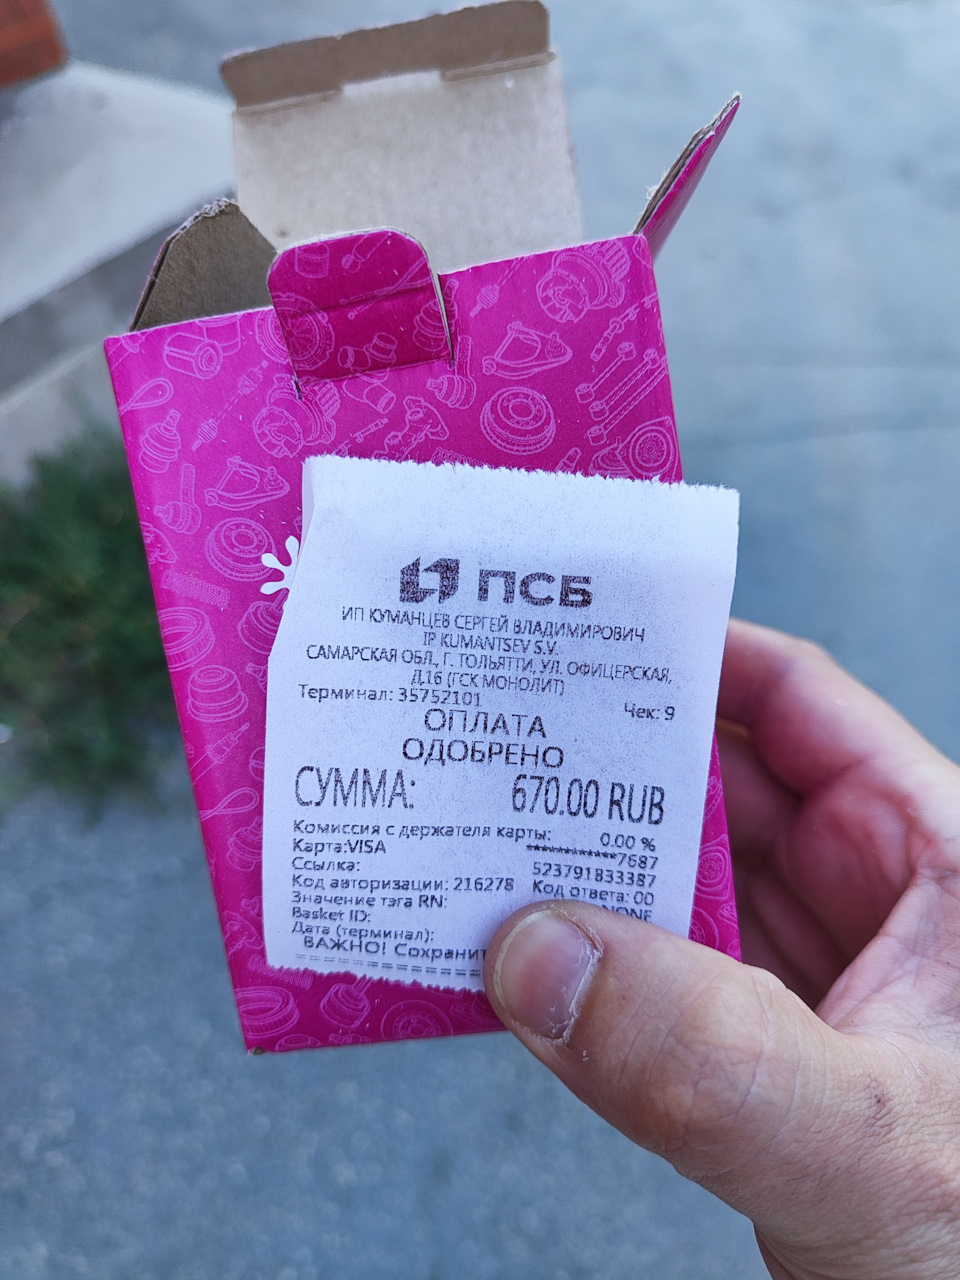 ПСБ
ИП КУМАНЦЕВ СЕРГЕЙ ВЛАДИМИРОВИЧ
IP KUMANTSEV S.V.
САМАРСКАЯ ОБЛ., Г. ТОЛЬЯТТИ, УЛ. ОФИЦЕРСКАЯ,
Д.16 (ГСК МОНОЛИТ)
Терминал: 35752101 Чек: 9
ОПЛАТА
ОДОБРЕНО
СУММА: 670.00 RUB
Комиссия с держателя карты: 0.00 %
Карта:VISA ************7687
Ссылка: 523791833387
Код авторизации: 216278 Код ответа: 00
Значение тэга RN: NONE
Basket ID:
Дата (терминал):
ВАЖНО! Сохранит